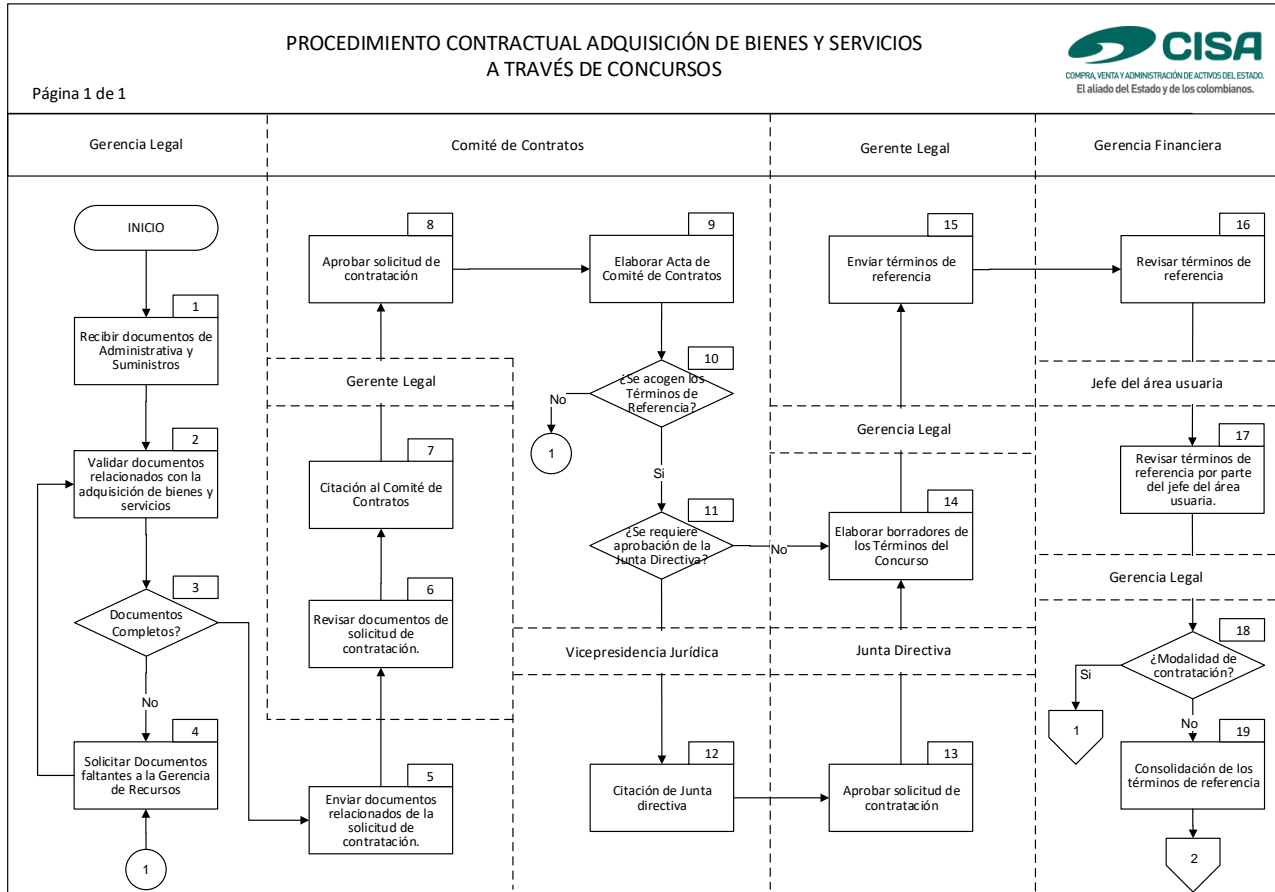 PROCEDIMIENTO CONTRACTUAL ADQUISICIÓN DE BIENES Y SERVICIOS
A TRAVÉS DE CONCURSOS
CISA
COMPRA, VENTA Y ADMINISTRACIÓN DE ACTIVOS DEL ESTADO.
El aliado del Estado y de los colombianos.
Página 1 de 1
Gerencia Legal
Comité de Contratos
Gerente Legal
Gerencia Financiera
INICIO
1
Recibir documentos de
Administrativa y
Suministros
2
Validar documentos
relacionados con la
adquisición de bienes y
servicios
3
Documentos
Completos?
No
4
Solicitar Documentos
faltantes a la Gerencia
de Recursos
1
5
Enviar documentos
relacionados de la
solicitud de
contratación.
6
Revisar documentos de
solicitud de
contratación.
7
Citación al Comité de
Contratos
Gerente Legal
8
Aprobar solicitud de
contratación
9
Elaborar Acta de
Comité de Contratos
10
¿Se acogen los
Términos de
Referencia?
No
1
Si
11
¿Se requiere
aprobación de la
Junta Directiva?
No
Vicepresidencia Jurídica
12
Citación de Junta
directiva
Junta Directiva
13
Aprobar solicitud de
contratación
14
Elaborar borradores de
los Términos del
Concurso
Gerencia Legal
15
Enviar términos de
referencia
16
Revisar términos de
referencia
Jefe del área usuaria
17
Revisar términos de
referencia por parte
del jefe del área
usuaria.
Gerencia Legal
18
¿Modalidad de
contratación?
Si
1
No
19
Consolidación de los
términos de referencia
2